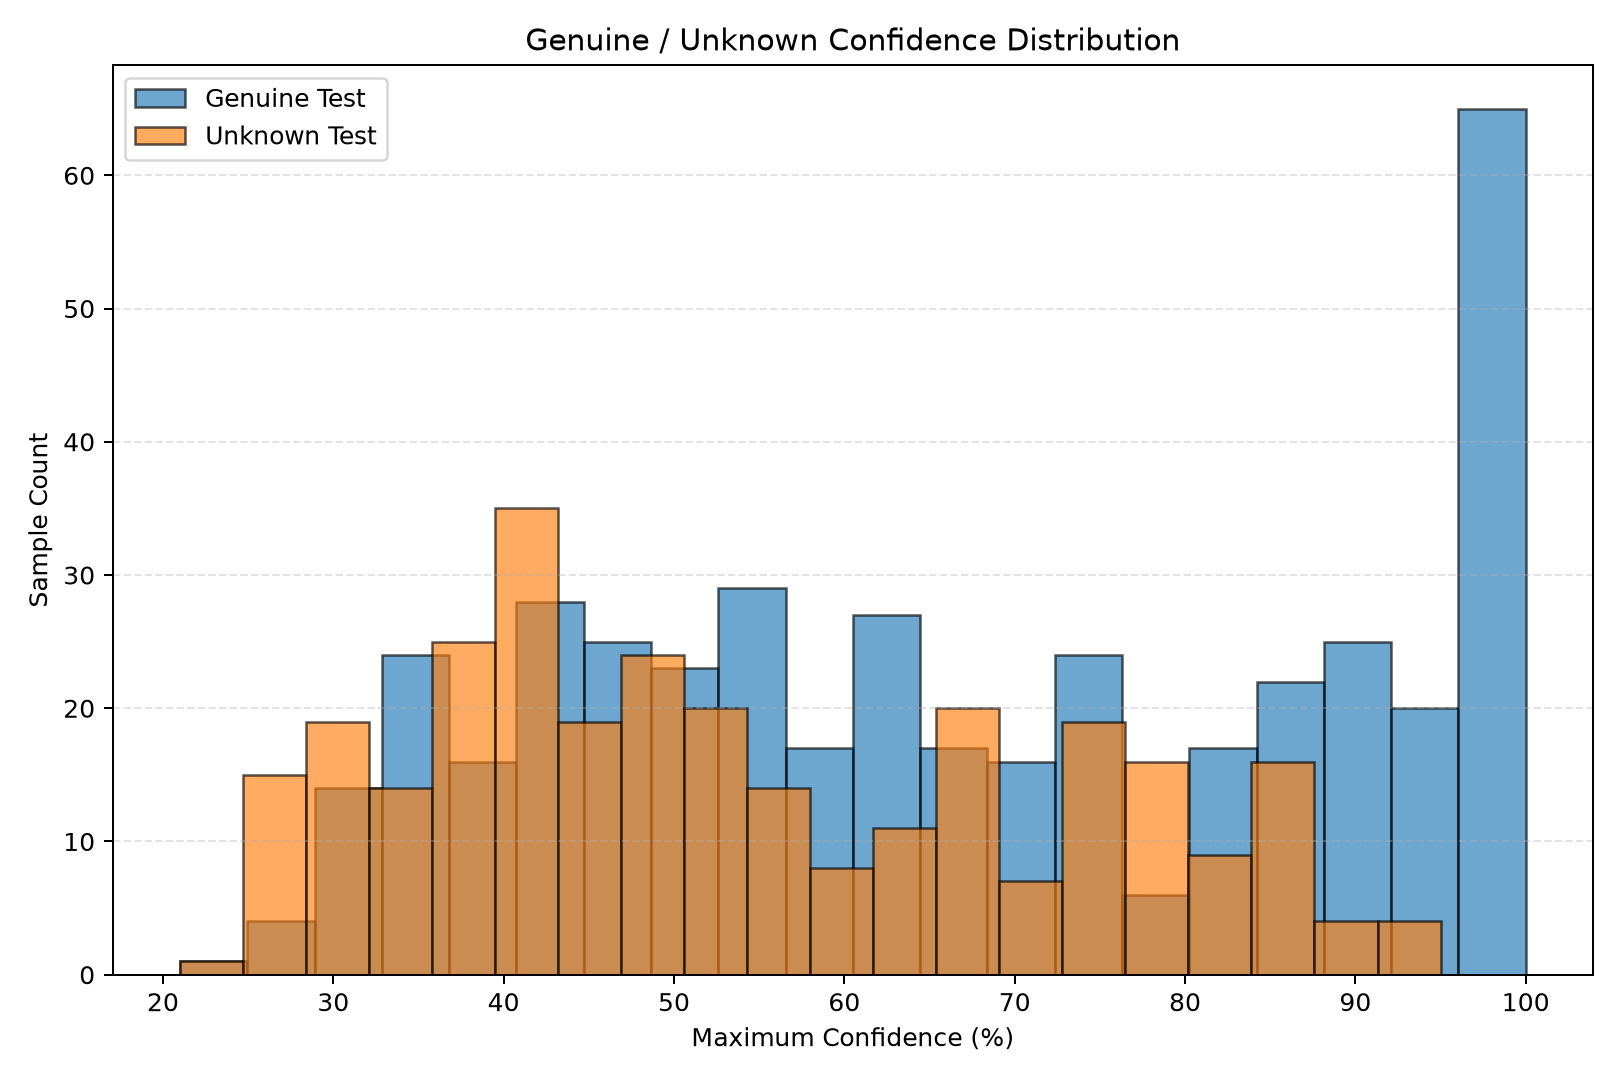 Genuine / Unknown Confidence Distribution
Genuine Test
Unknown Test
60
50
40
30
20
10
0
Sample Count
20 30 40 50 60 70 80 90 100
Maximum Confidence (%)